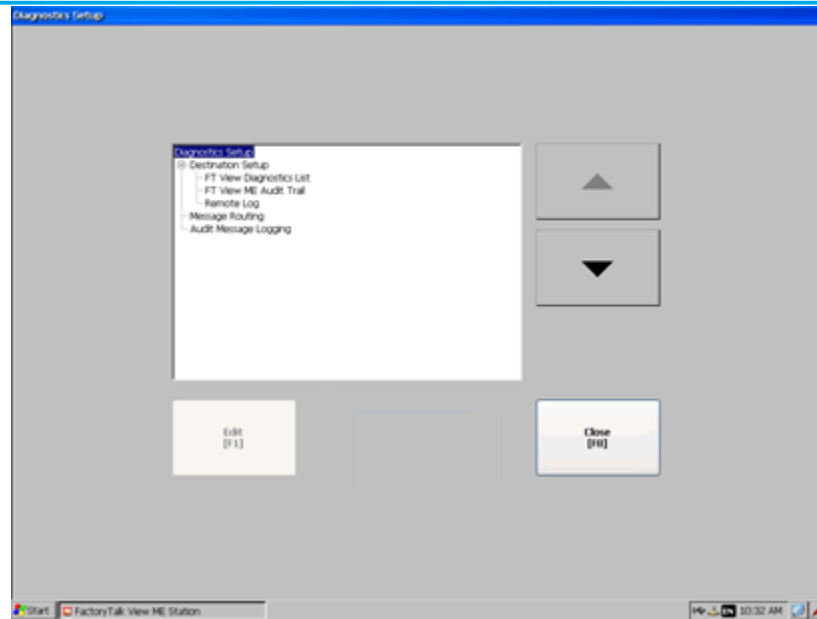 Diagnostics Setup
Diagnostics Setup
Destination Setup
FT View Diagnostics List
FT View ME Audit Trail
Remote Log
Message Routing
Audit Message Logging
Edit
[F1]
Close
[F8]
Start
FactoryTalk View ME Station
EN
10:32 AM